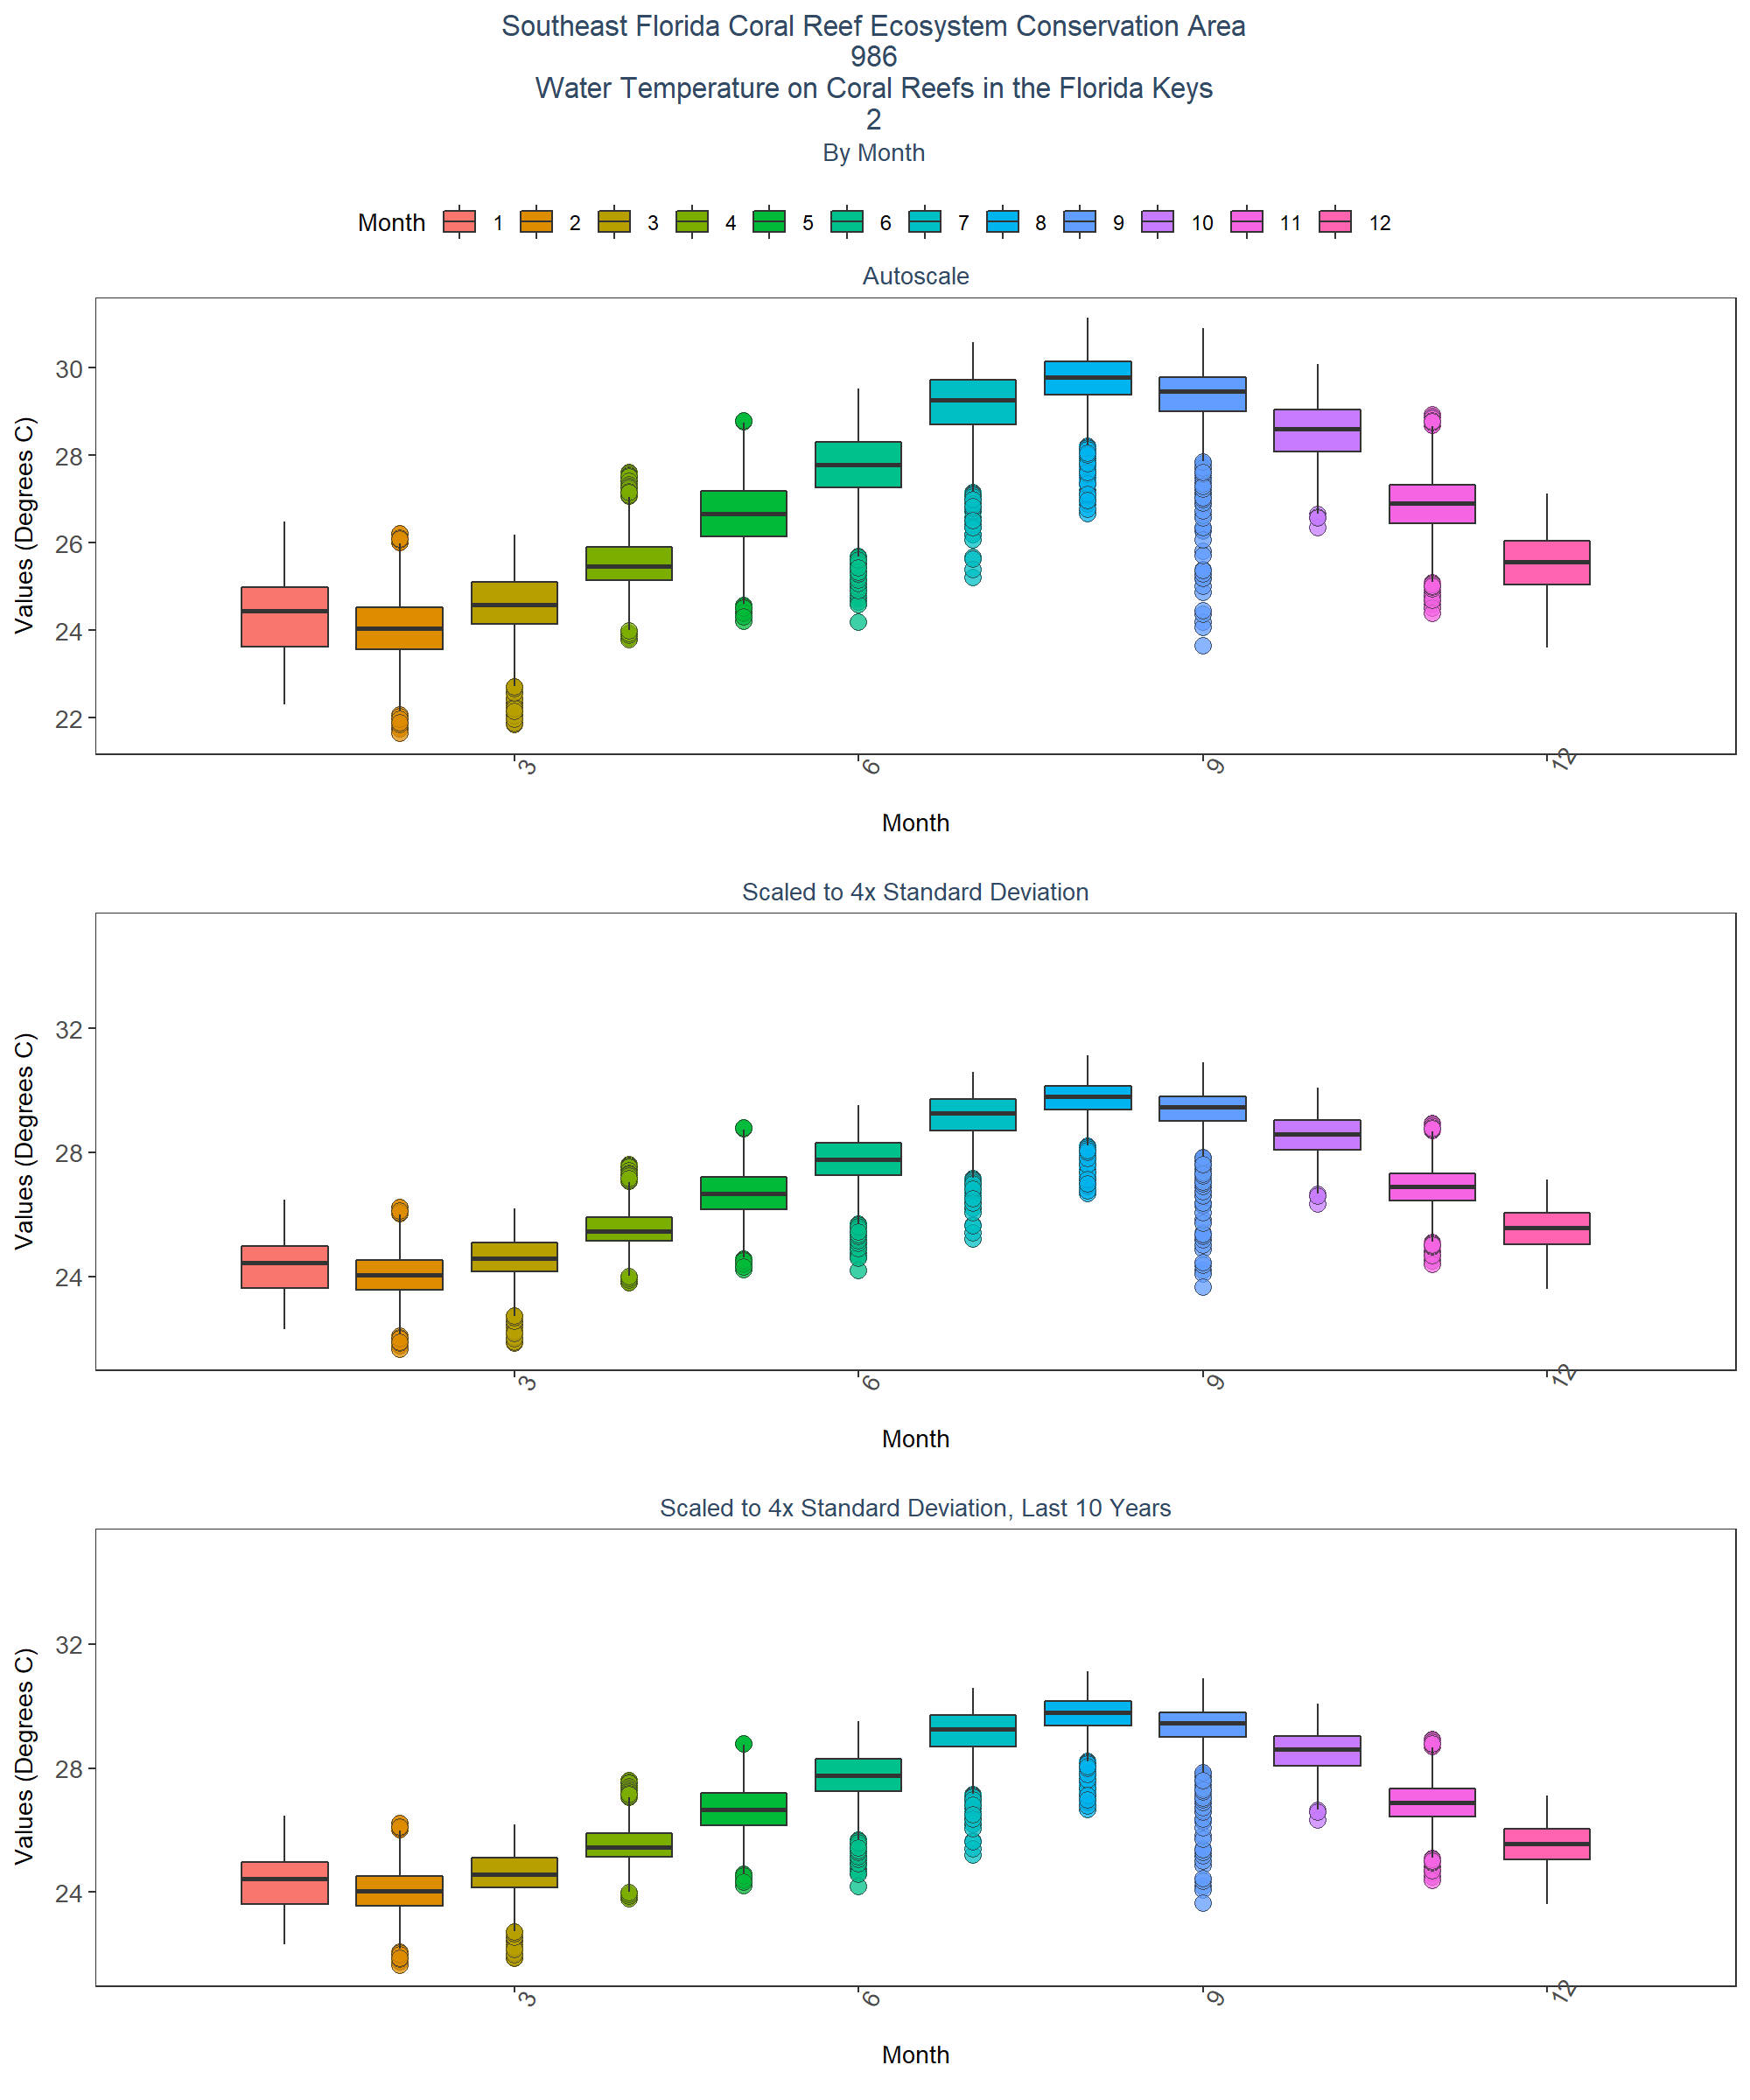 Southeast Florida Coral Reef Ecosystem Conservation Area
986
Water Temperature on Coral Reefs in the Florida Keys
2
By Month
Month 1 2 3 4 5 6 7 8 9 10 11 12
Autoscale
Values (Degrees C)
30
28
26
24
22
3 6 9 12
Month
Scaled to 4x Standard Deviation
Values (Degrees C)
32
28
24
3 6 9 12
Month
Scaled to 4x Standard Deviation, Last 10 Years
Values (Degrees C)
32
28
24
3 6 9 12
Month